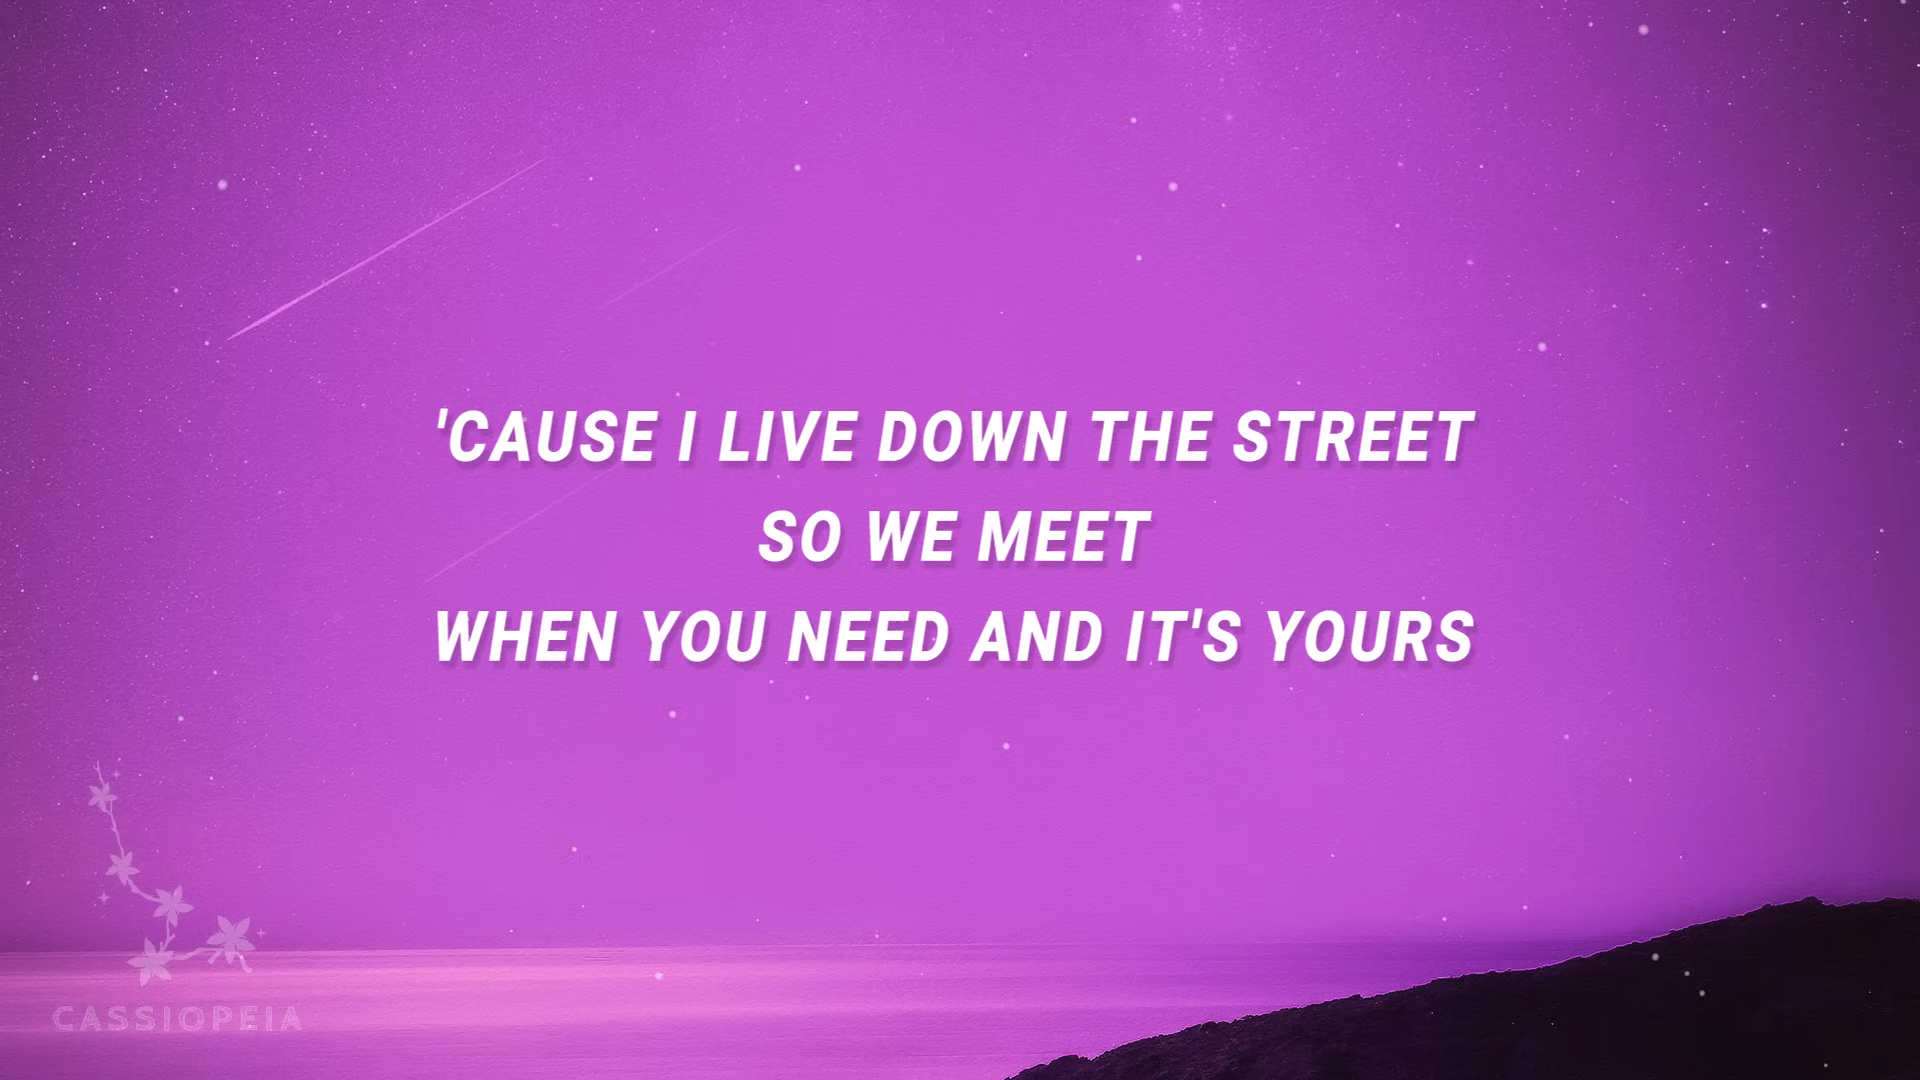 'CAUSE I LIVE DOWN THE STREET
SO WE MEET
WHEN YOU NEED AND IT'S YOURS
CASSIOPEIA